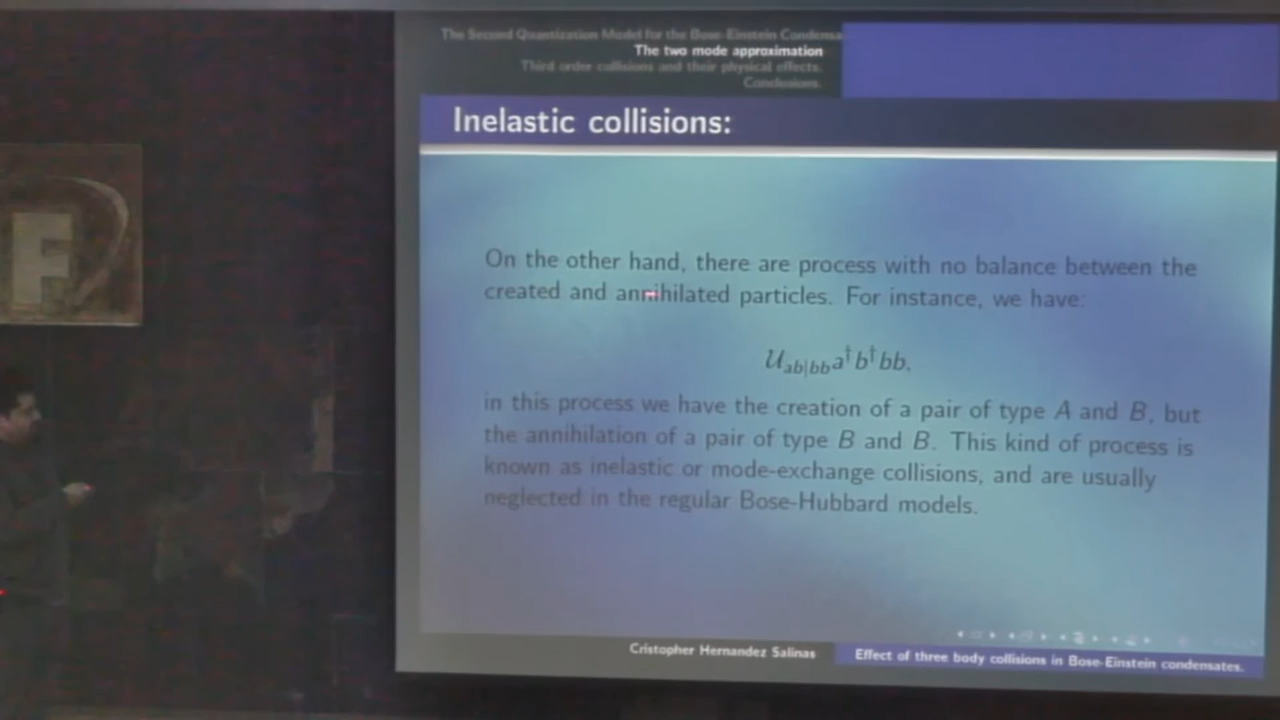 The Second Quantization Model for the Bose-Einstein Condensa
The two mode approximation
Third order collisions and their physical effects.
Conclusions.
Inelastic collisions:
On the other hand, there are process with no balance between the
created and annihilated particles. For instance, we have:
𝒰ab|bb a†b†bb,
in this process we have the creation of a pair of type A and B, but
the annihilation of a pair of type B and B. This kind of process is
known as inelastic or mode-exchange collisions, and are usually
neglected in the regular Bose-Hubbard models.
Cristopher Hernandez Salinas
Effect of three body collisions in Bose-Einstein condensates.
F